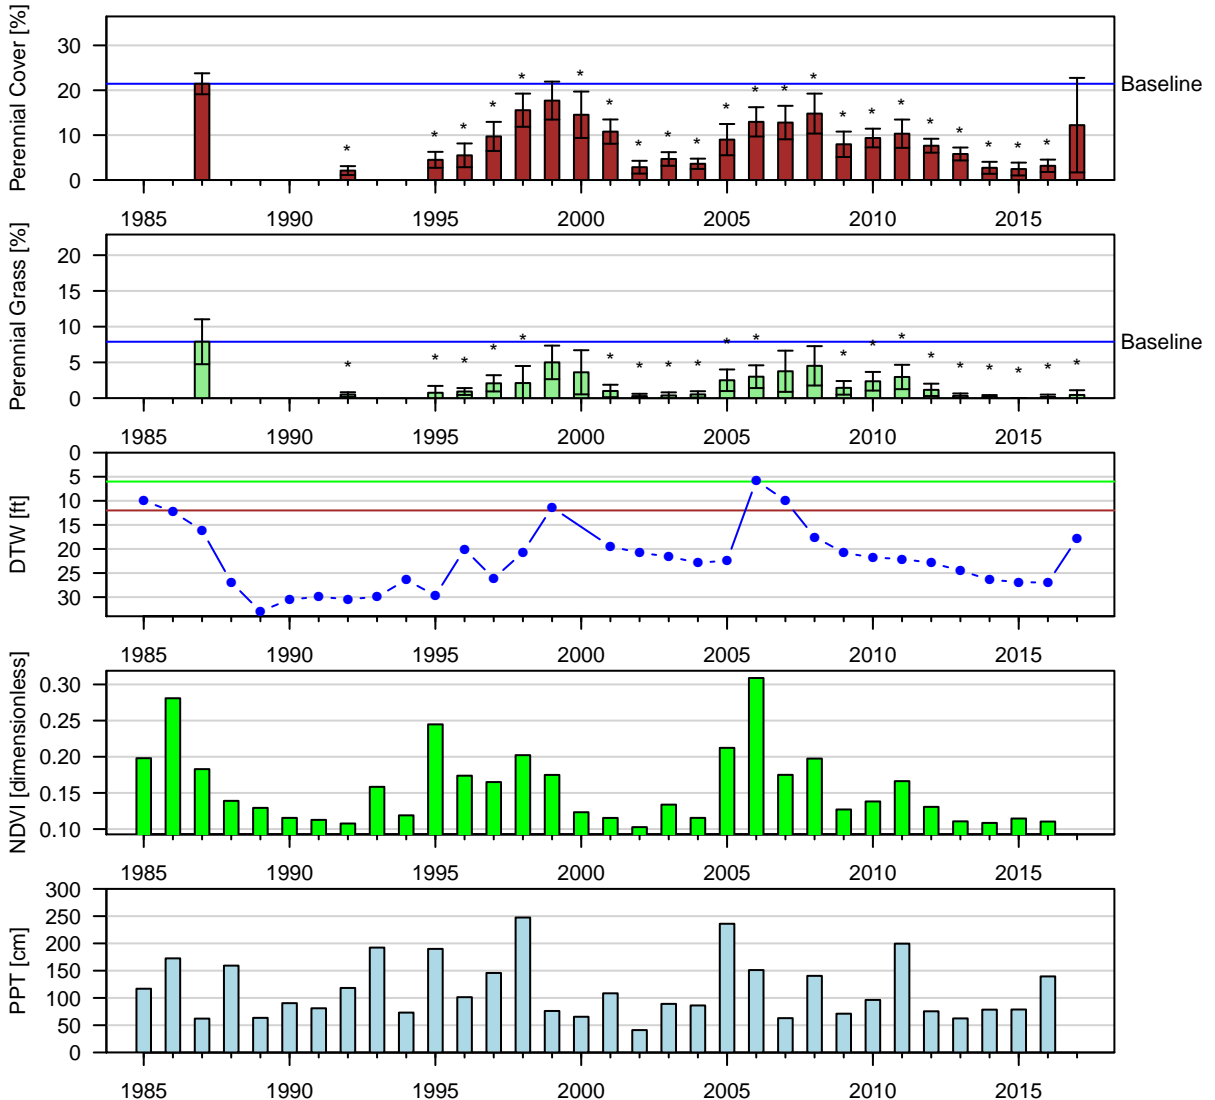 Perennial Cover [%]
30
20
10
0
* * * * * * * * * * * * * * * * * * * * * *
Baseline
1985 1990 1995 2000 2005 2010 2015
Perennial Grass [%]
20
15
10
5
0
* * * * * * * * * * * * * * * * * * * *
Baseline
1985 1990 1995 2000 2005 2010 2015
DTW [ft]
0
5
10
15
20
25
30
1985 1990 1995 2000 2005 2010 2015
NDVI [dimensionless]
0.30
0.25
0.20
0.15
0.10
1985 1990 1995 2000 2005 2010 2015
PPT [cm]
300
250
200
150
100
50
0
1985 1990 1995 2000 2005 2010 2015